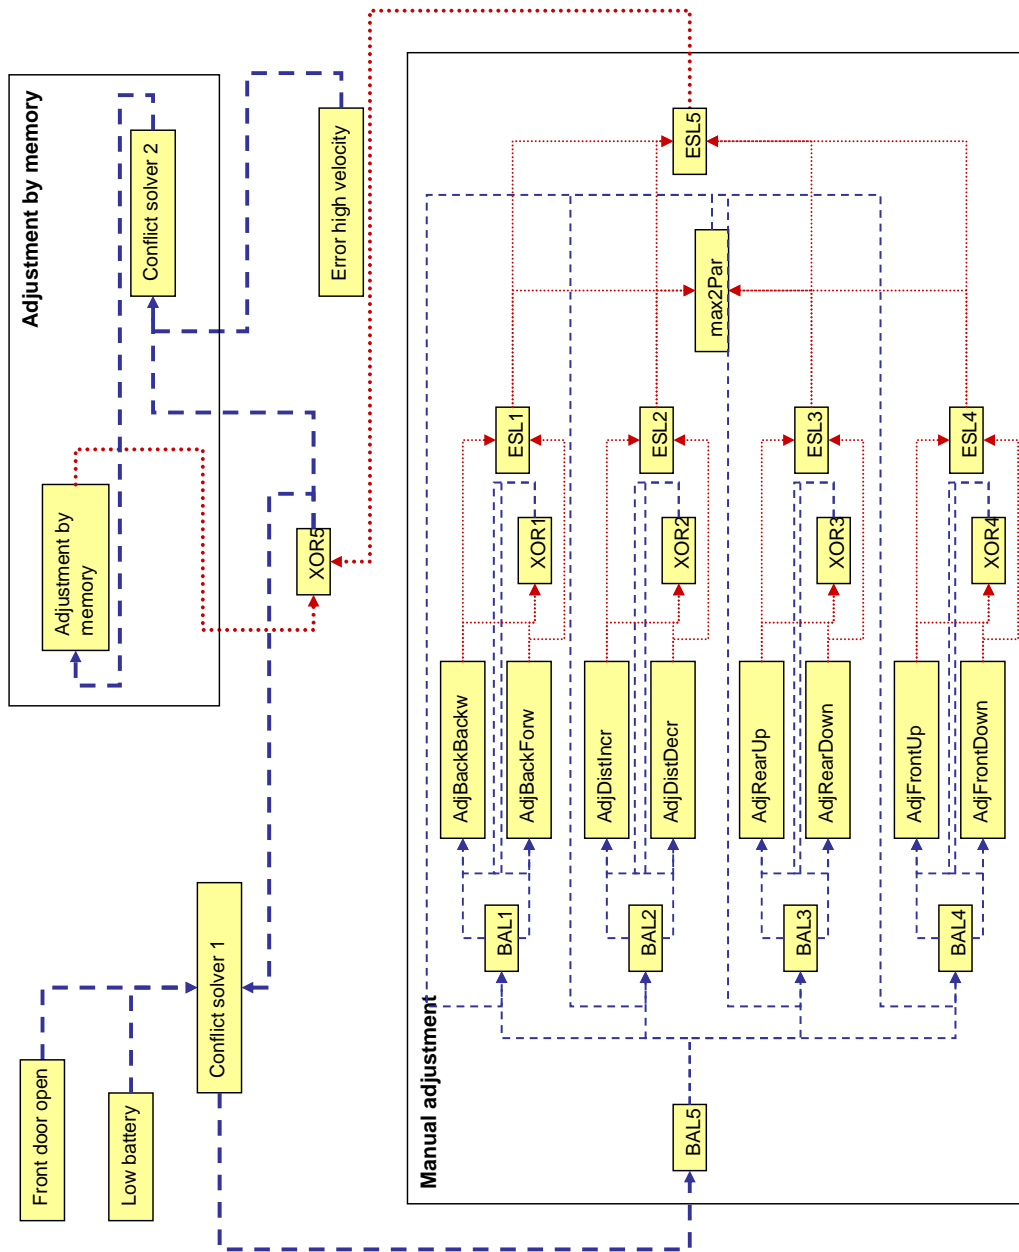 Front door open
Low battery
Conflict solver 1
XOR5
Adjustment by memory
Adjustment by
memory
Conflict solver 2
Error high velocity
Manual adjustment
BAL5
BAL1
AdjBackBackw
AdjBackForw
XOR1
ESL1
BAL2
AdjDistIncr
AdjDistDecr
XOR2
ESL2
BAL3
AdjRearUp
AdjRearDown
XOR3
ESL3
BAL4
AdjFrontUp
AdjFrontDown
XOR4
ESL4
max2Par
ESL5